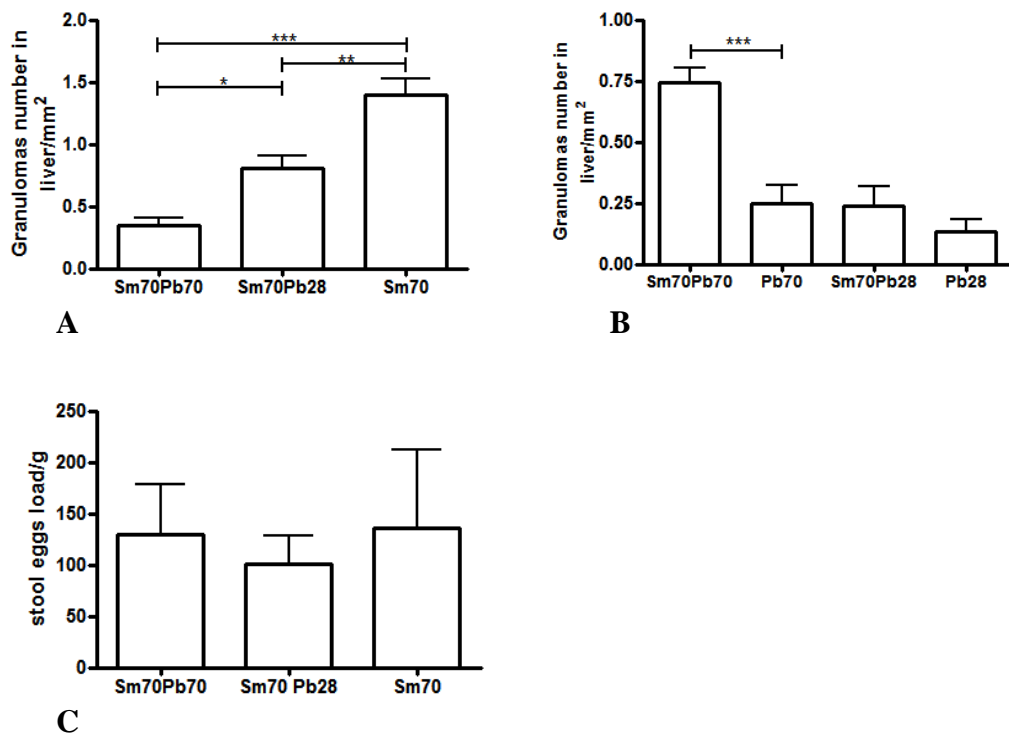 Granulomas number in
liver/mm²
2.0
1.5
1.0
0.5
0.0
***
**
*
Sm70Pb70 Sm70Pb28 Sm70
A
Granulomas number in
liver/mm²
1.00
0.75
0.50
0.25
0.00
***
Sm70Pb70 Pb70 Sm70Pb28 Pb28
B
stool eggs load/g
250
200
150
100
50
0
Sm70Pb70 Sm70 Pb28 Sm70
C